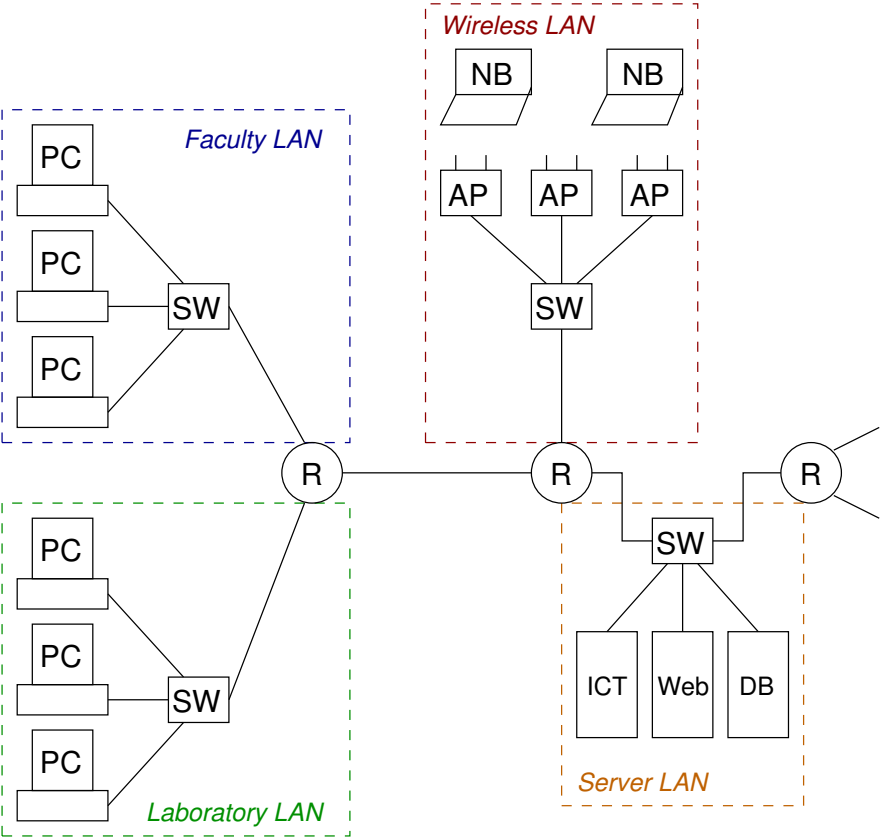 Wireless LAN
NB
NB
Faculty LAN
PC
AP
AP
AP
PC
SW
SW
PC
R
R
R
PC
SW
PC
SW
ICT
Web
DB
PC
Server LAN
Laboratory LAN